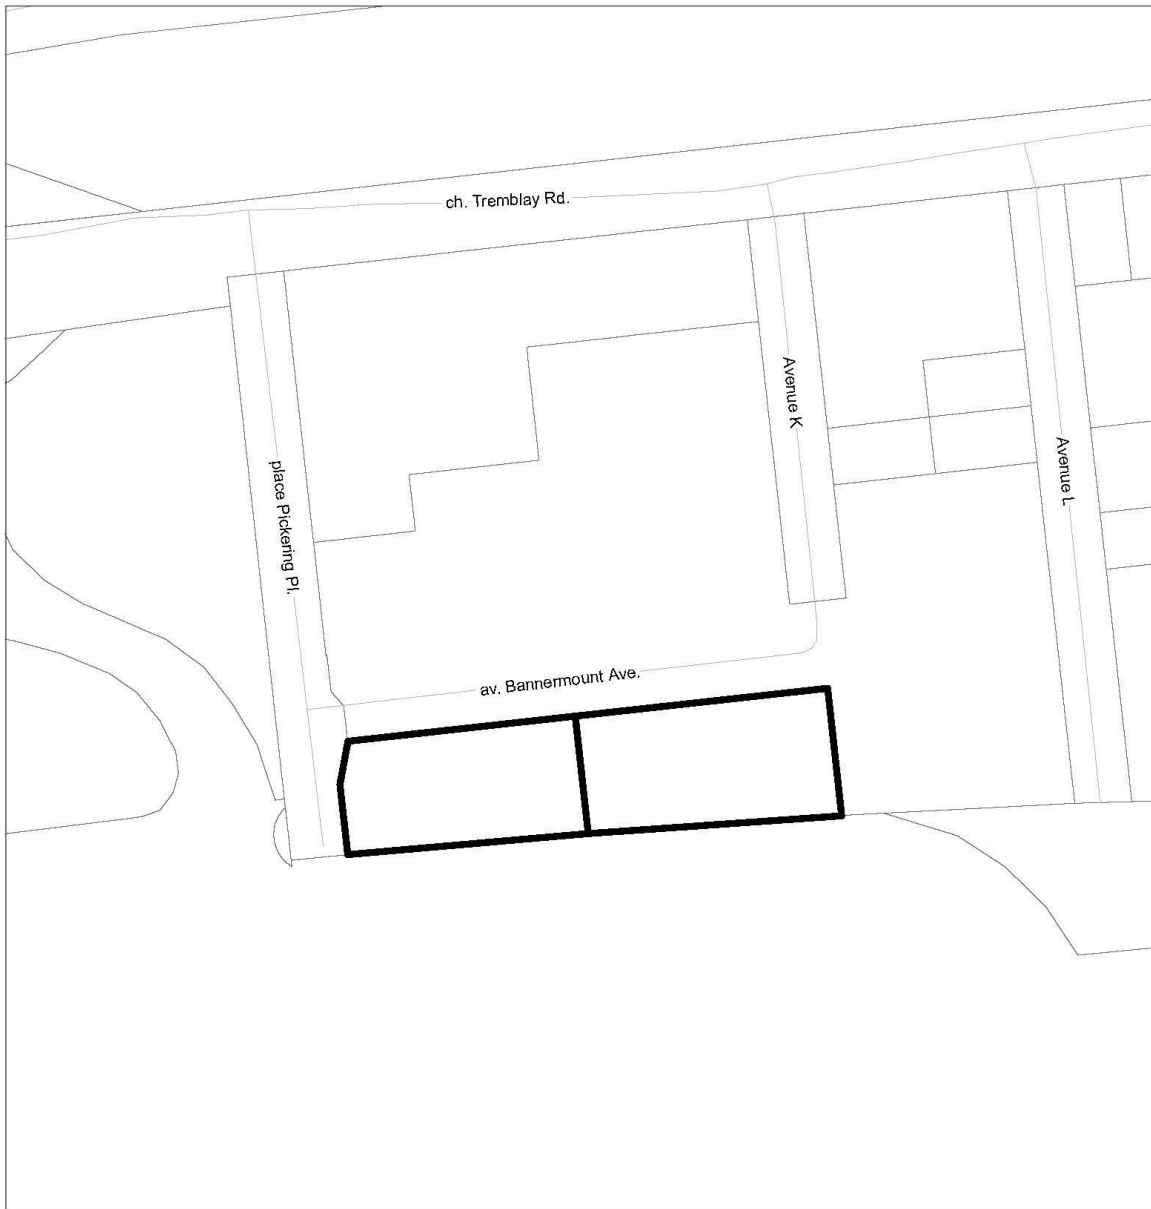 ch. Tremblay Rd.
Avenue K
Avenue L
place Pickering Pl.
av. Bannermount Ave.